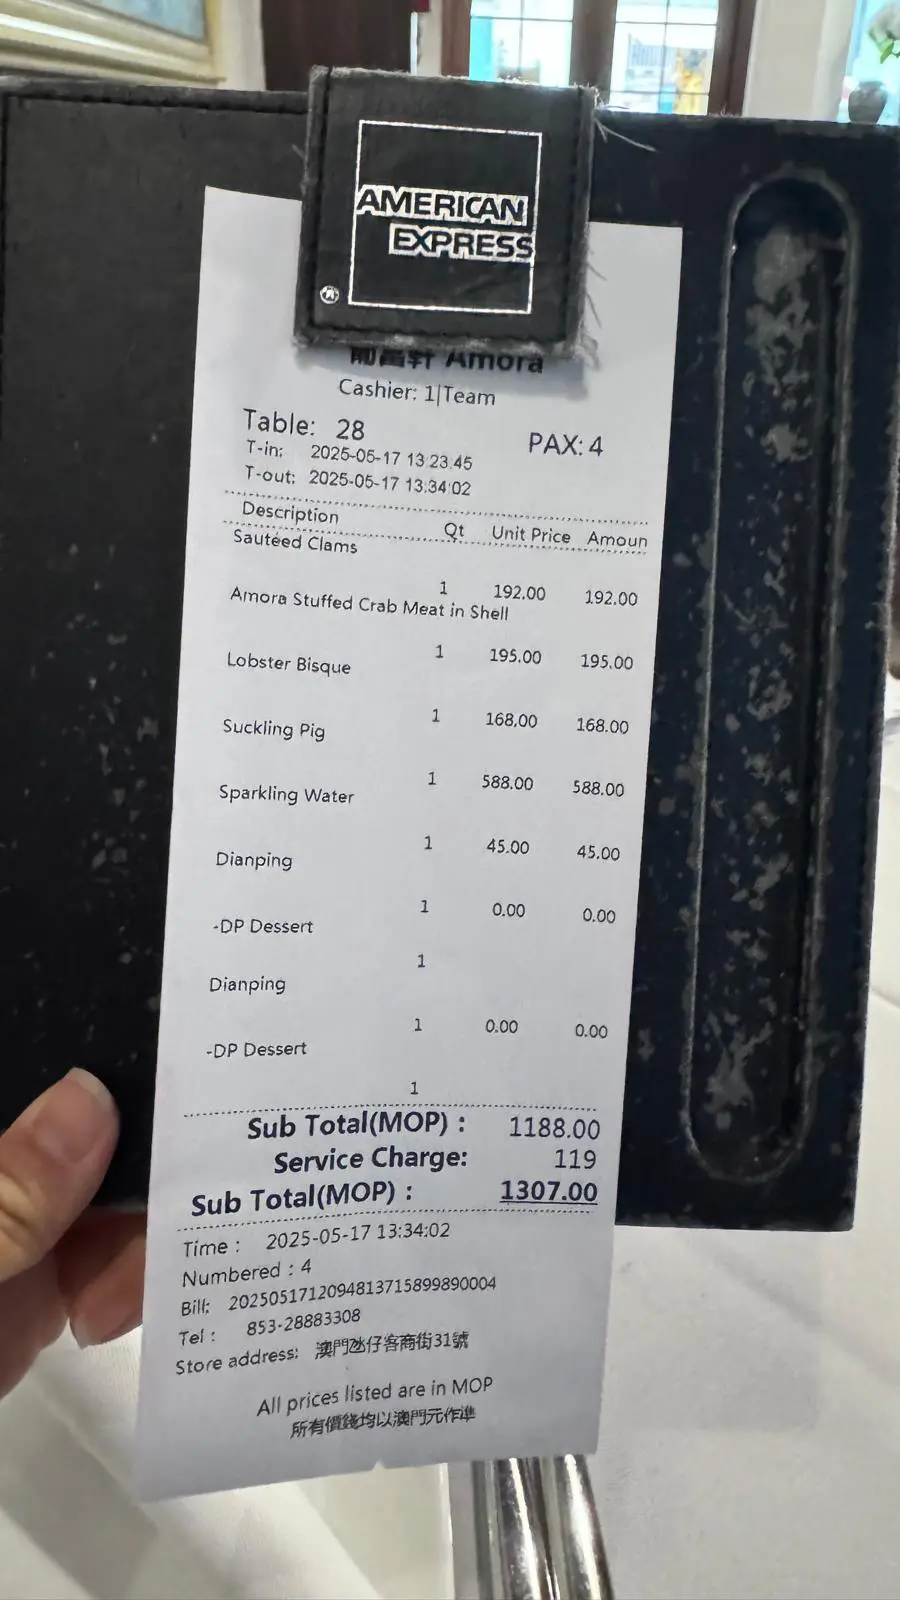 AMERICAN
EXPRESS
Amora
Cashier: 1|Team
Table: 28 PAX: 4
T-in: 2025-05-17 13:23:45
T-out: 2025-05-17 13:34:02
Description Qt Unit Price Amoun
Sauteed Clams
1 192.00 192.00
Amora Stuffed Crab Meat in Shell
1 195.00 195.00
Lobster Bisque
1 168.00 168.00
Suckling Pig
1 588.00 588.00
Sparkling Water
1 45.00 45.00
Dianping
1 0.00 0.00
-DP Dessert
1
Dianping
1 0.00 0.00
-DP Dessert
1
Sub Total(MOP) : 1188.00
Service Charge: 119
Sub Total(MOP) : 1307.00
Time : 2025-05-17 13:34:02
Numbered : 4
Bill: 2025051712094813715899890004
Tel : 853-28883308
Store address: 澳門氹仔客商街31號
All prices listed are in MOP
所有價錢均以澳門元作準